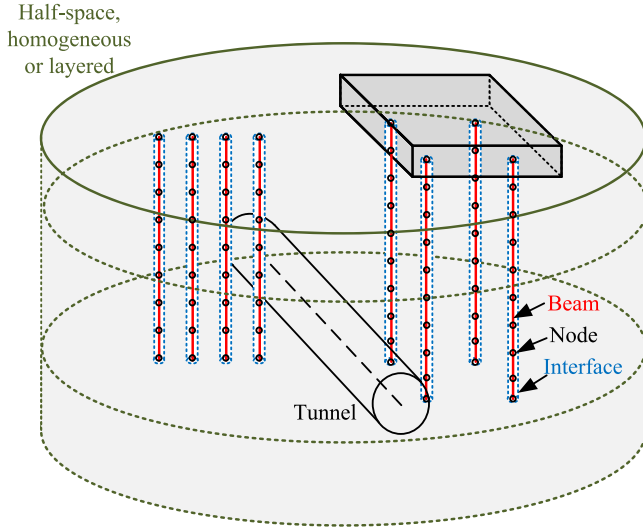 Half-space,
homogeneous
or layered
Beam
Node
Interface
Tunnel